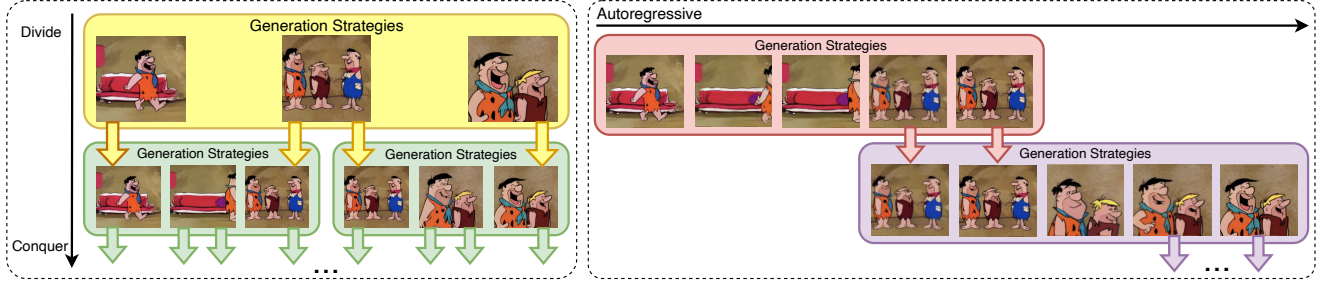 Divide
Generation Strategies
Generation Strategies
Generation Strategies
Conquer
...
Autoregressive
Generation Strategies
Generation Strategies
...